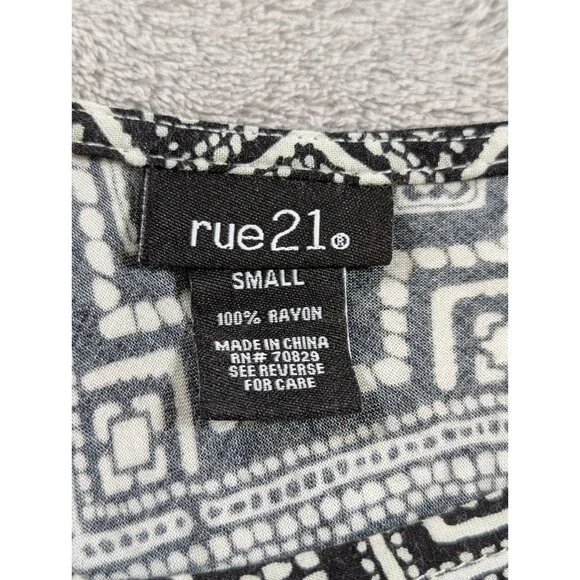 rue21®
SMALL
100% RAYON
MADE IN CHINA
RN# 70829
SEE REVERSE
FOR CARE